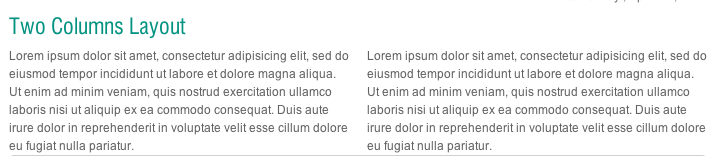 Two Columns Layout
Lorem ipsum dolor sit amet, consectetur adipisicing elit, sed do
eiusmod tempor incididunt ut labore et dolore magna aliqua.
Ut enim ad minim veniam, quis nostrud exercitation ullamco
laboris nisi ut aliquip ex ea commodo consequat. Duis aute
irure dolor in reprehenderit in voluptate velit esse cillum dolore
eu fugiat nulla pariatur.
Lorem ipsum dolor sit amet, consectetur adipisicing elit, sed do
eiusmod tempor incididunt ut labore et dolore magna aliqua.
Ut enim ad minim veniam, quis nostrud exercitation ullamco
laboris nisi ut aliquip ex ea commodo consequat. Duis aute
irure dolor in reprehenderit in voluptate velit esse cillum dolore
eu fugiat nulla pariatur.